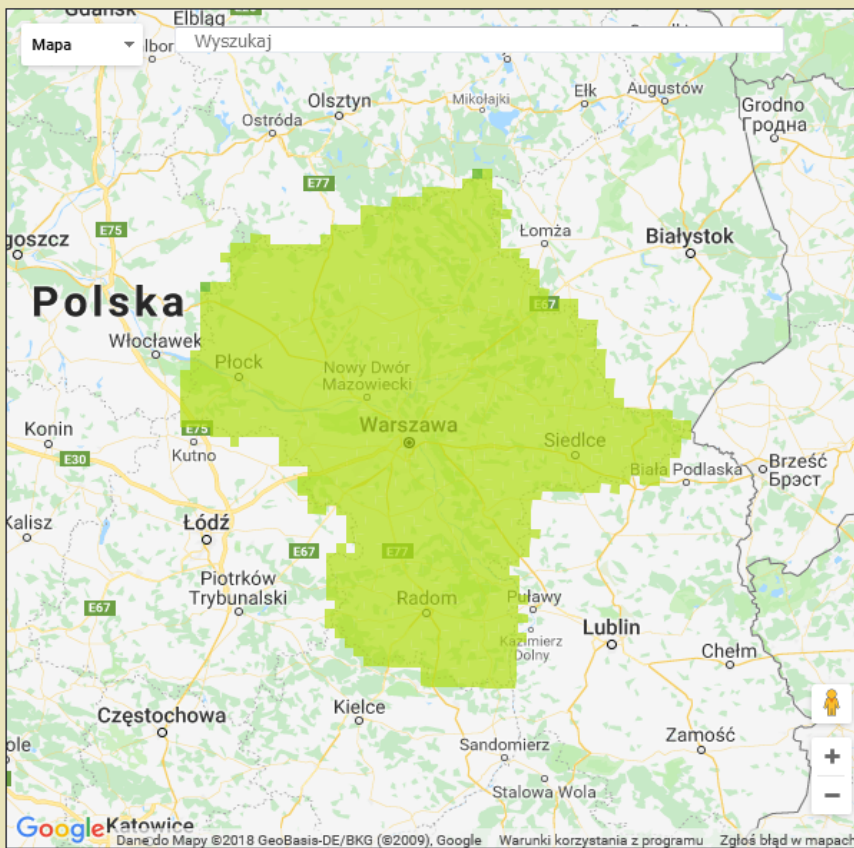 Gdańsk
Elbląg
Mapa
Wyszukaj
Olsztyn
Ostróda
Mikołajki
Ełk
Augustów
Grodno
Гродна
E77
E75
Łomża
Białystok
Polska
E67
Włocławek
Płock
Nowy Dwór
Mazowiecki
Konin
E75
Warszawa
Kutno
E30
Siedlce
Biała Podlaska
Brześć
Брэст
Kalisz
Łódź
E67
E77
Piotrków
Trybunalski
E67
Radom
Puławy
Kazimierz
Dolny
Lublin
Chełm
Kielce
Częstochowa
Sandomierz
Zamość
ole
Stalowa Wola
+
−
Google
Katowice
Dane do Mapy ©2018 GeoBasis-DE/BKG (©2009), Google
Warunki korzystania z programu
Zgłoś błąd w mapach